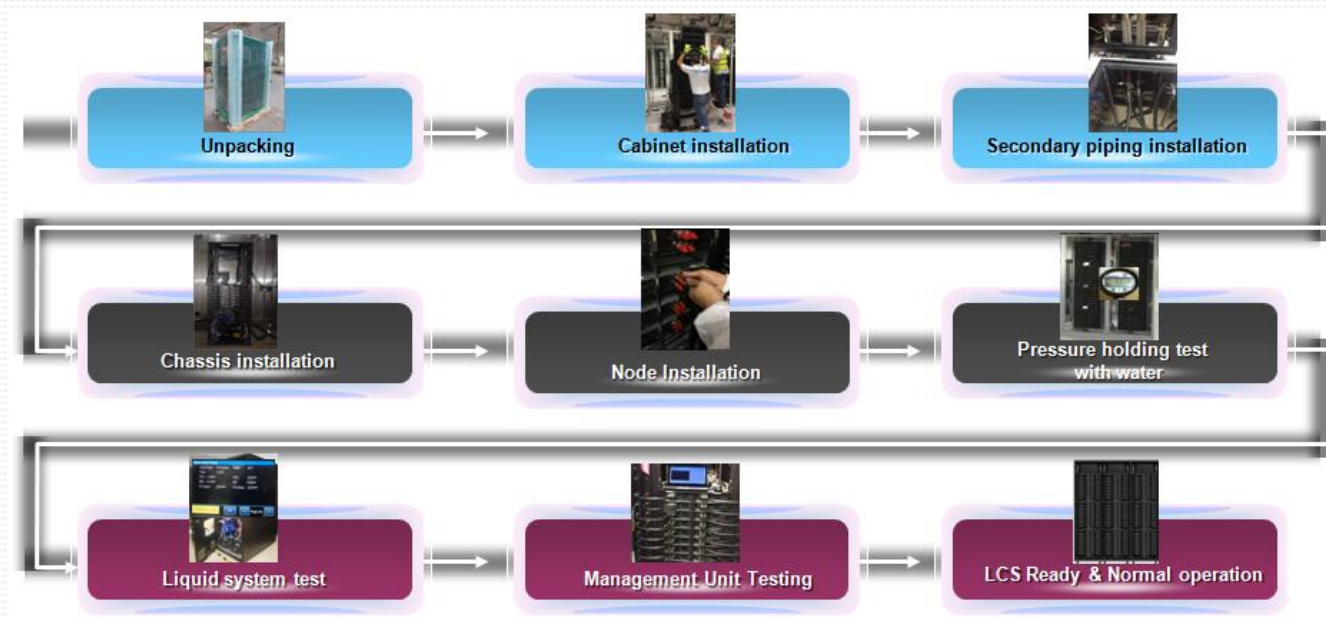 Unpacking
Cabinet installation
Secondary piping installation
Chassis installation
Node Installation
Pressure holding test
with water
Liquid system test
Management Unit Testing
LCS Ready & Normal operation